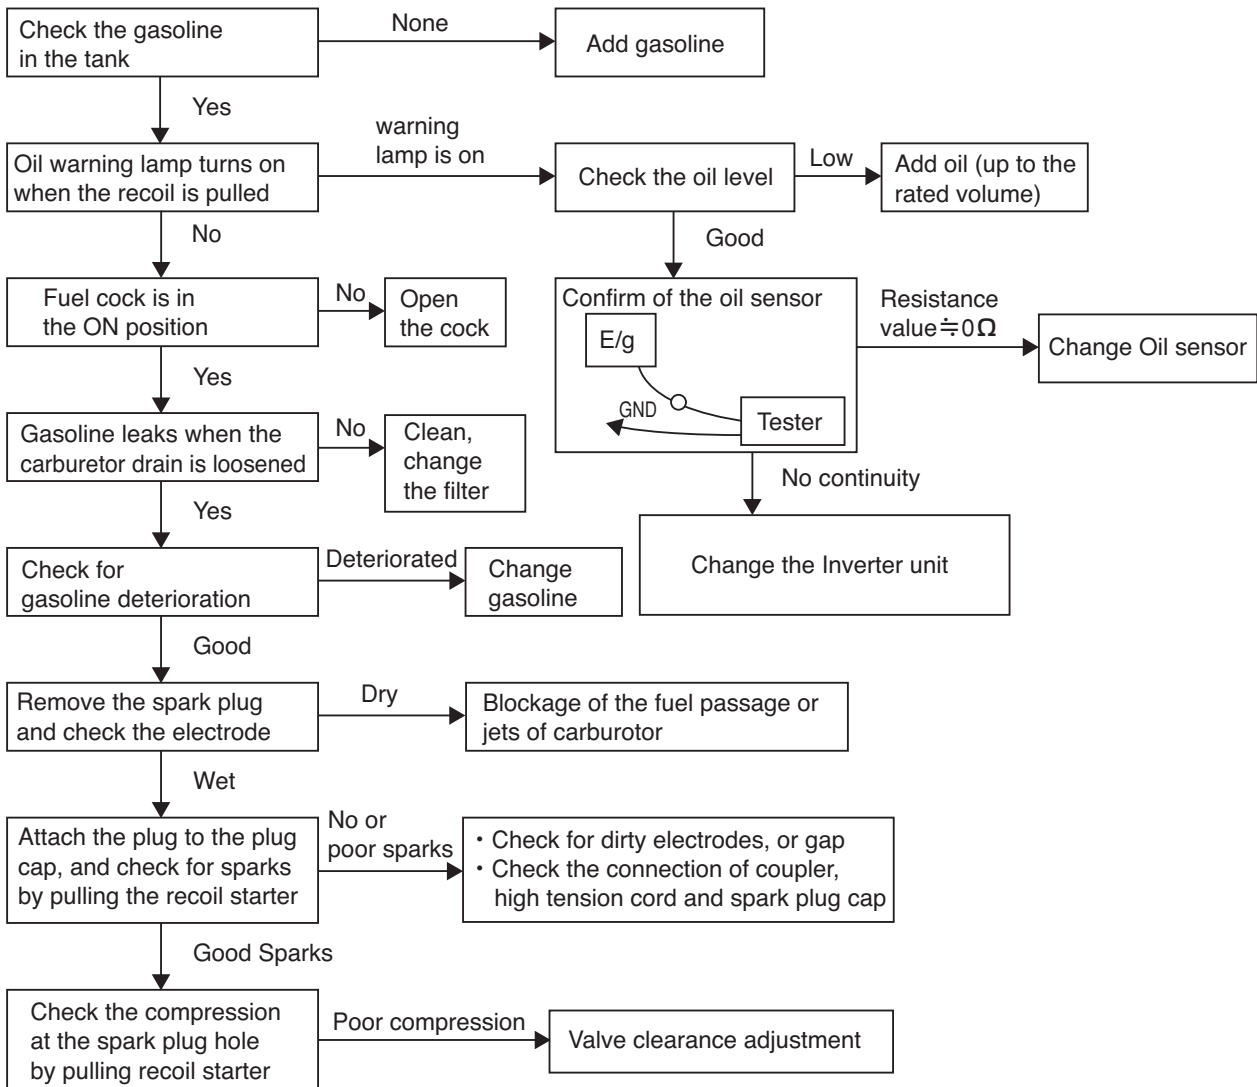 Check the gasoline
in the tank
None
Add gasoline
Yes
Oil warning lamp turns on
when the recoil is pulled
warning
lamp is on
Check the oil level
Low
Add oil (up to the
rated volume)
No
Good
Fuel cock is in
the ON position
No
Open
the cock
Confirm of the oil sensor
E/g
GND
Tester
Resistance
value≒0Ω
Change Oil sensor
Yes
Gasoline leaks when the
carburetor drain is loosened
No
Clean,
change
the filter
No continuity
Change the Inverter unit
Yes
Check for
gasoline deterioration
Deteriorated
Change
gasoline
Good
Remove the spark plug
and check the electrode
Dry
Blockage of the fuel passage or
jets of carburotor
Wet
Attach the plug to the plug
cap, and check for sparks
by pulling the recoil starter
No or
poor sparks
・Check for dirty electrodes, or gap
・Check the connection of coupler,
high tension cord and spark plug cap
Good Sparks
Check the compression
at the spark plug hole
by pulling recoil starter
Poor compression
Valve clearance adjustment